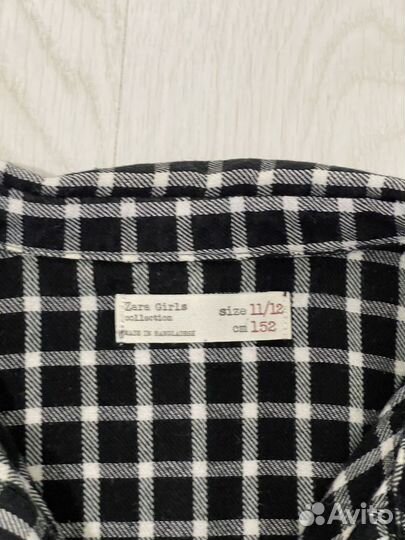 Zara Girls size 11/12
collection cm 152
MADE IN BANGLADESH
Avito